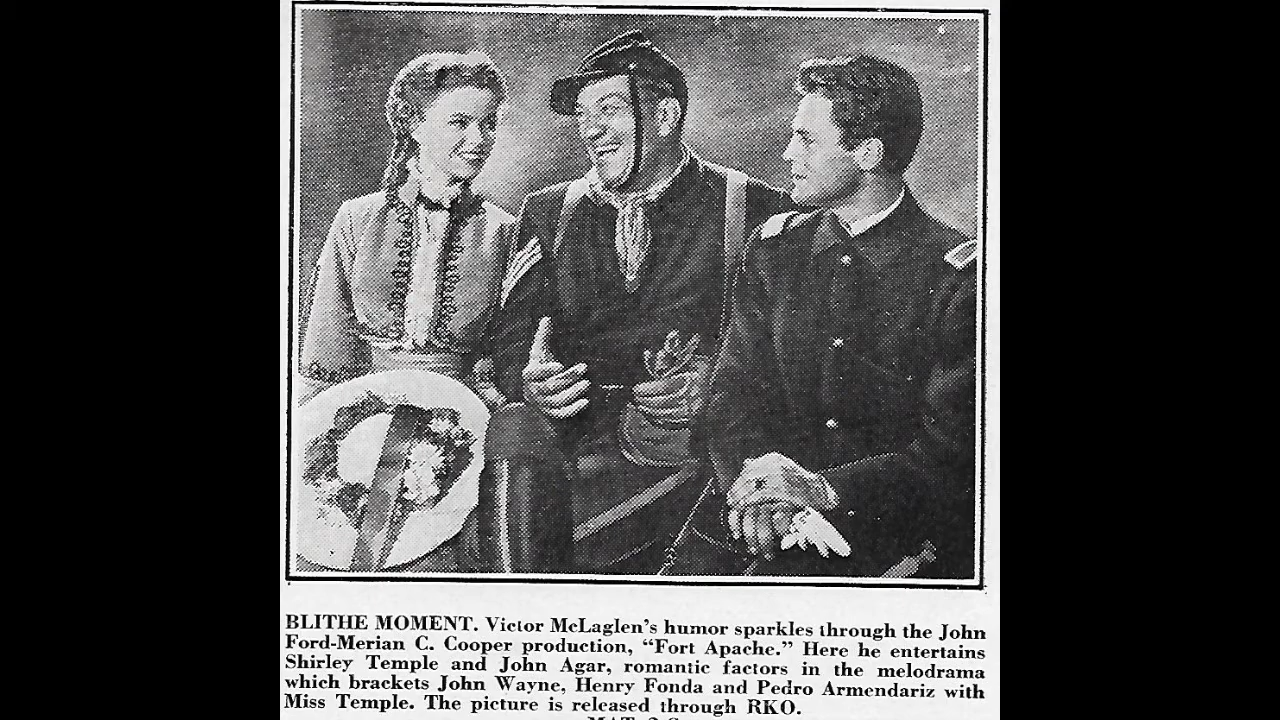 BLITHE MOMENT. Victor McLaglen's humor sparkles through the John
Ford-Merian C. Cooper production, “Fort Apache.” Here he entertains
Shirley Temple and John Agar, romantic factors in the melodrama
which brackets John Wayne, Henry Fonda and Pedro Armendariz with
Miss Temple. The picture is released through RKO.